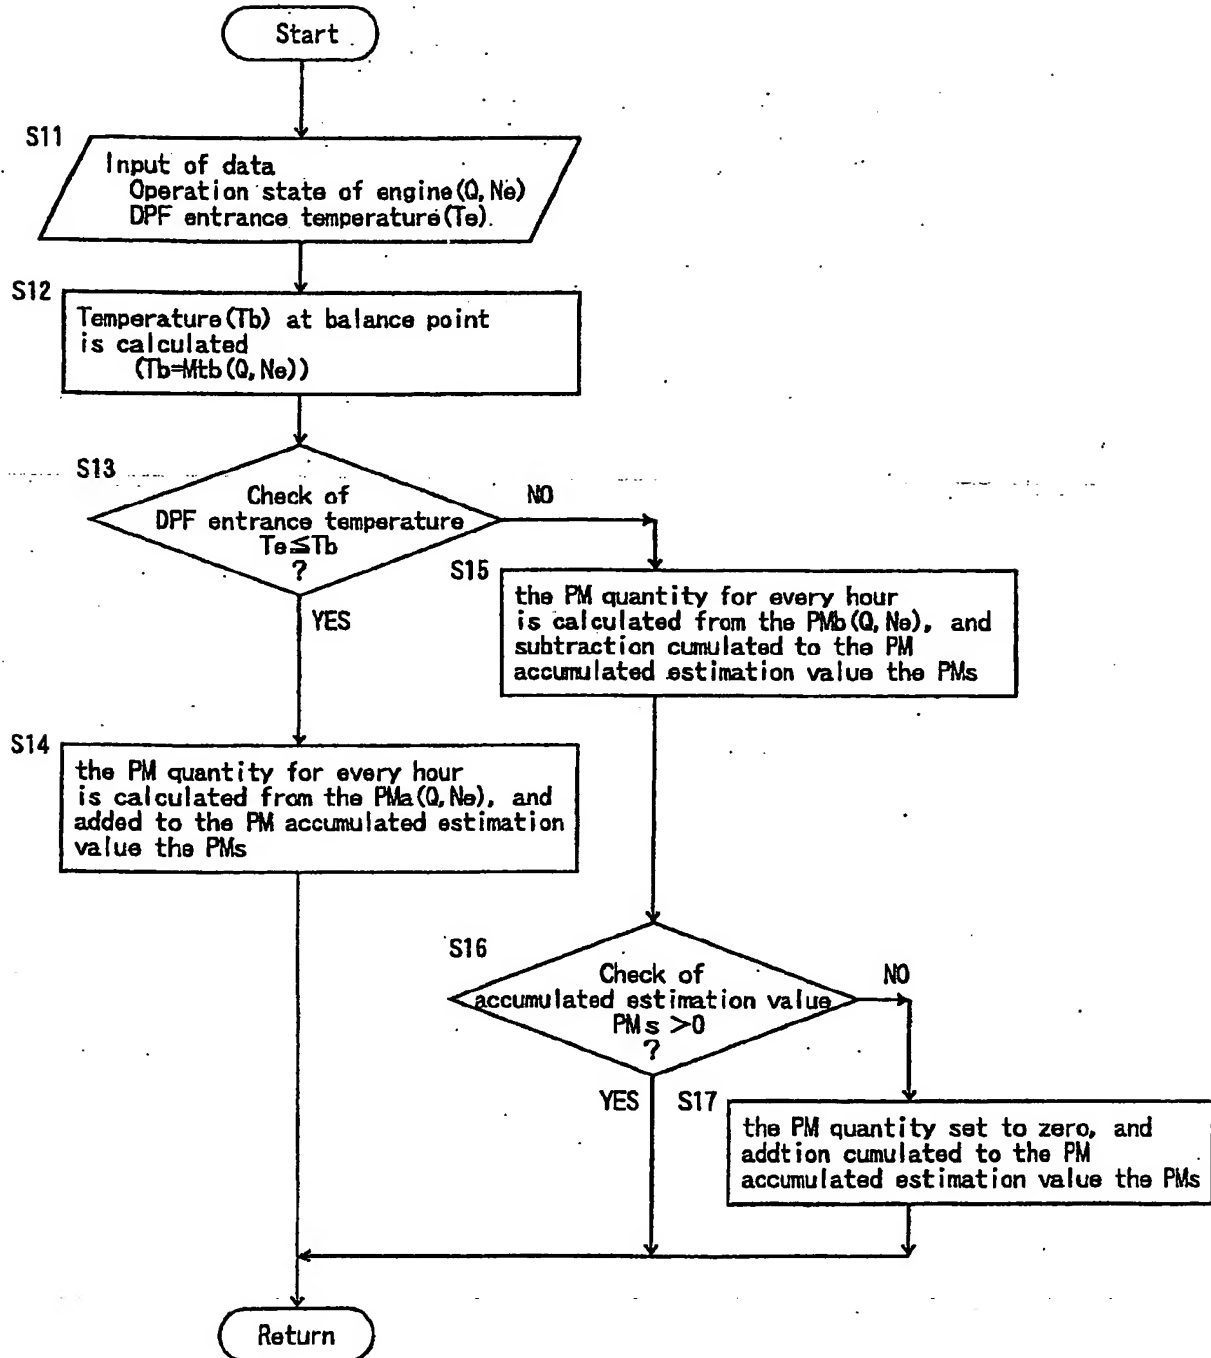 Start
S11
Input of data
Operation state of engine(Q,Ne)
DPF entrance temperature(Te).
S12
Temperature(Tb) at balance point
is calculated
(Tb=Mtb(Q,Ne))
S13
Check of
DPF entrance temperature
Te≦Tb
?
NO
YES
S15
the PM quantity for every hour
is calculated from the PMb(Q,Ne), and
subtraction cumulated to the PM
accumulated estimation value the PMs
S14
the PM quantity for every hour
is calculated from the PMa(Q,Ne), and
added to the PM accumulated estimation
value the PMs
S16
Check of
accumulated estimation value
PMs >0
?
NO
YES
S17
the PM quantity set to zero, and
addtion cumulated to the PM
accumulated estimation value the PMs
Return